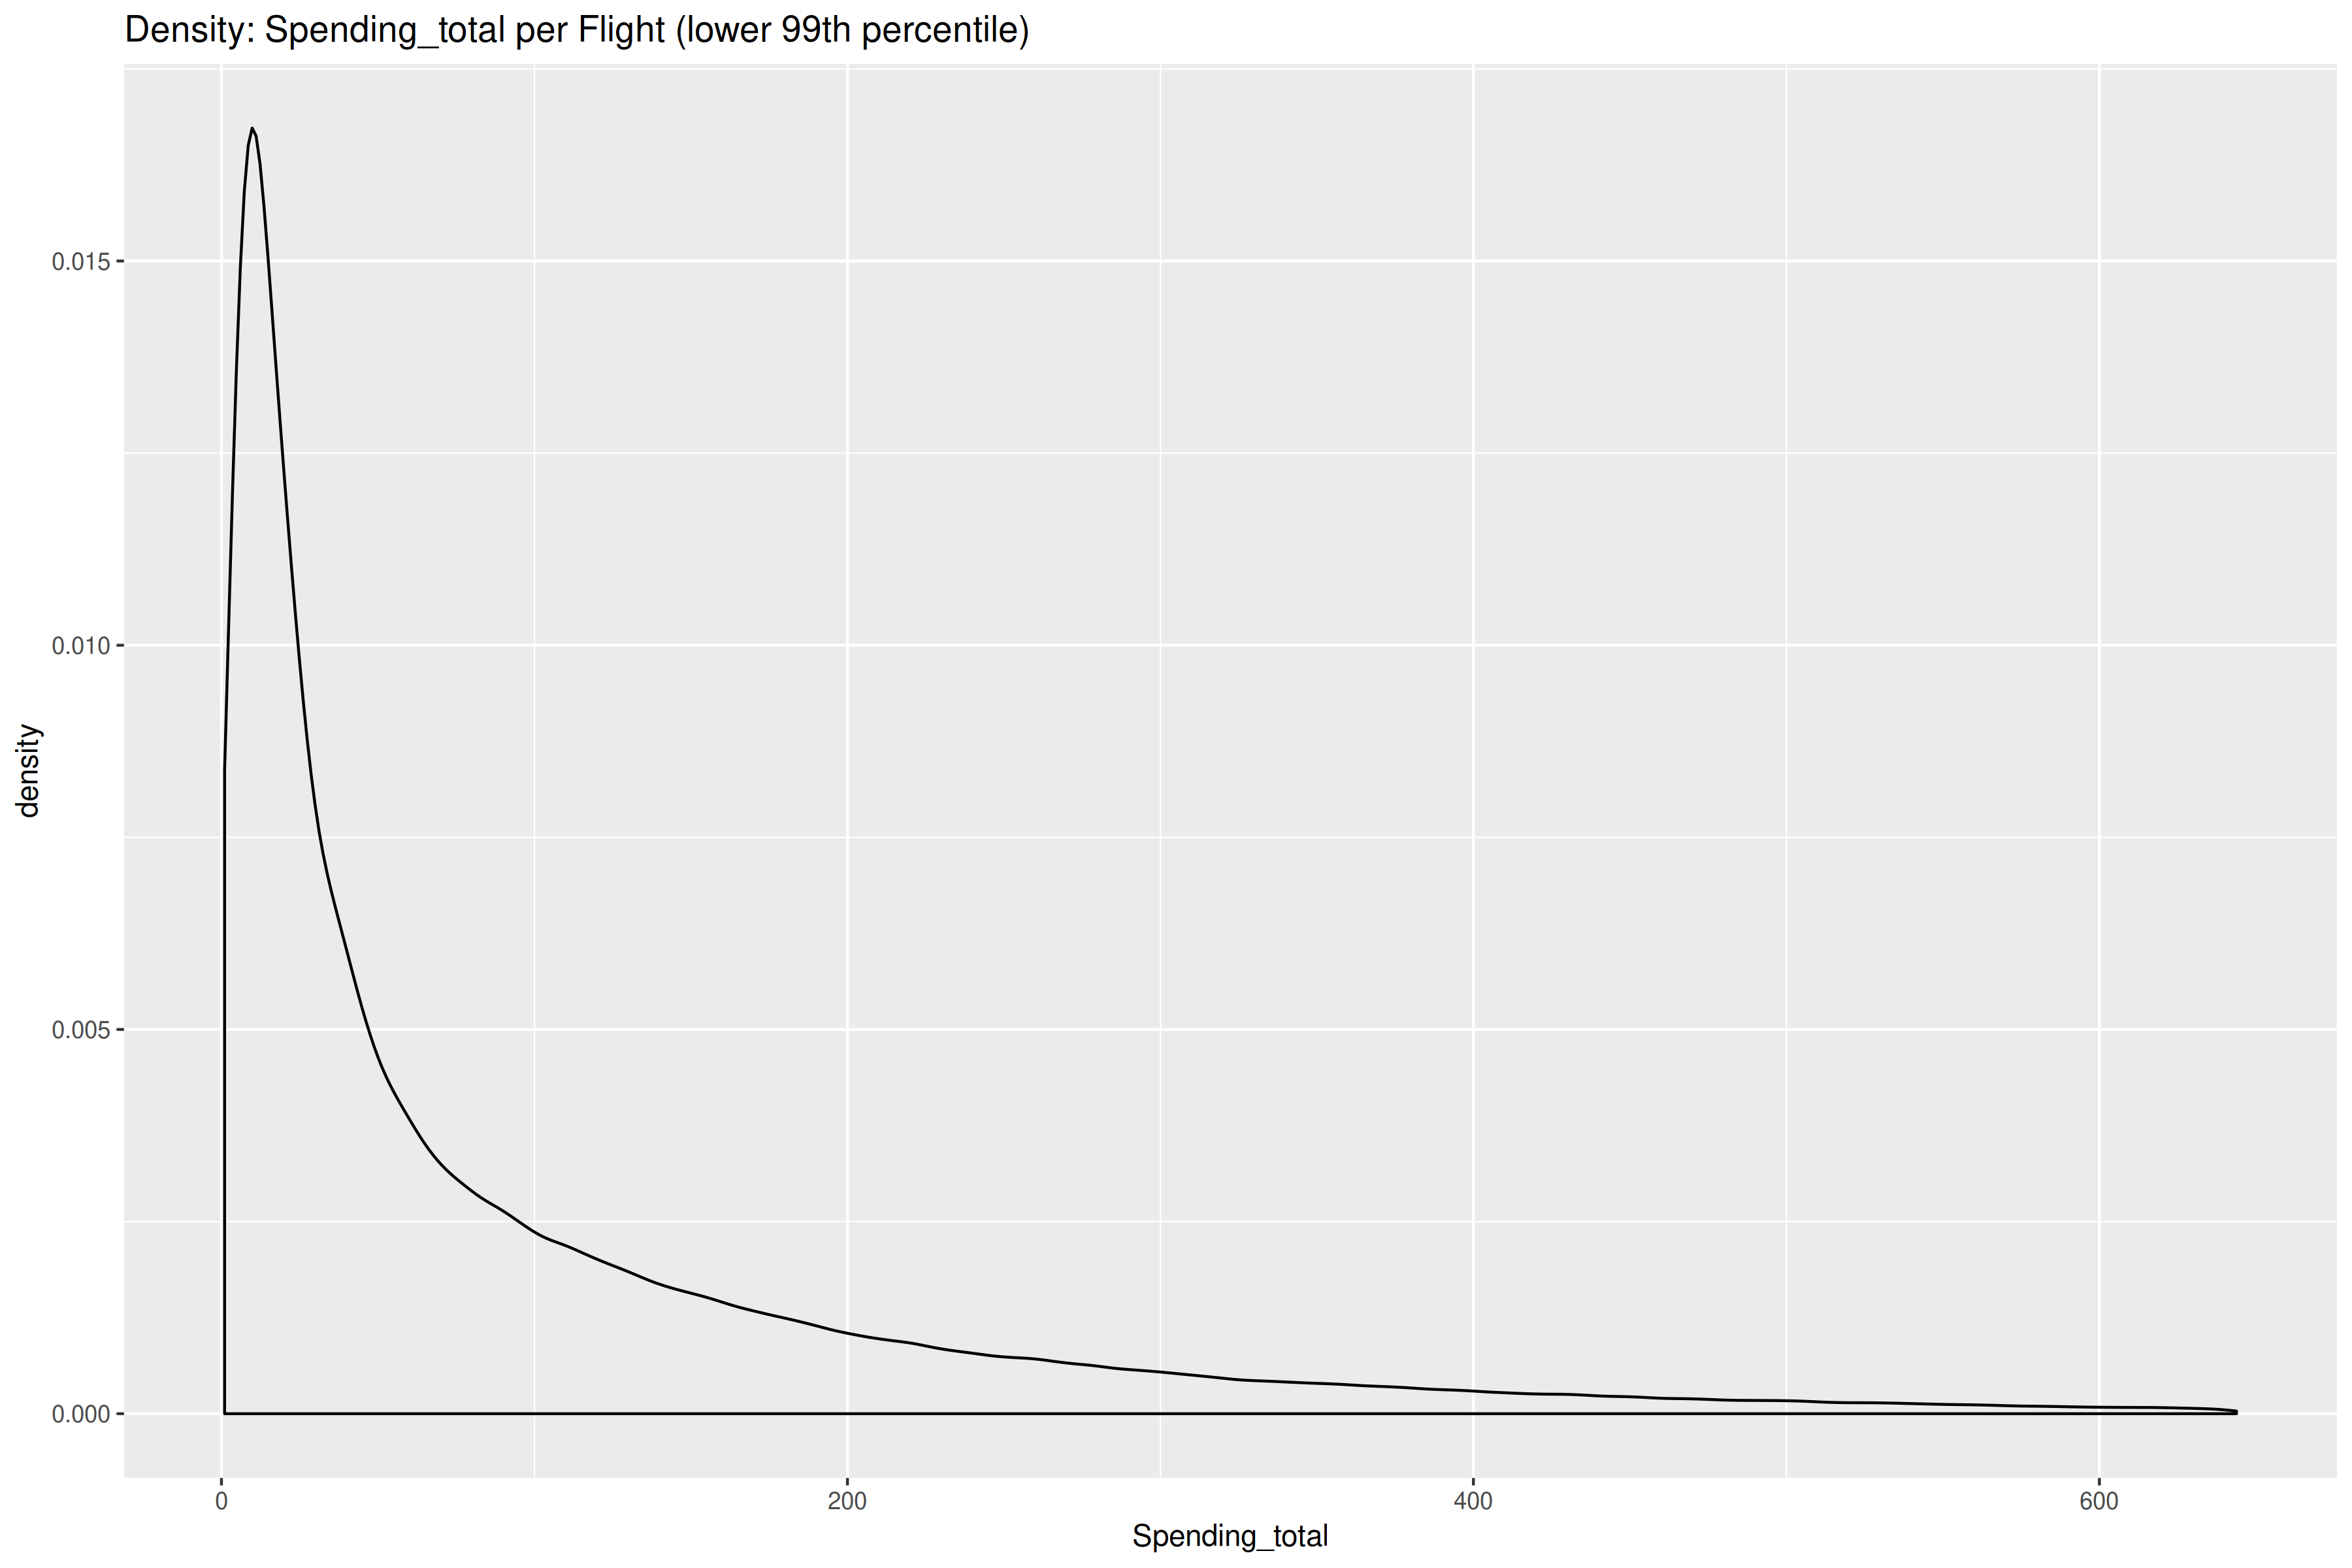 Density: Spending_total per Flight (lower 99th percentile)
0.015
0.010
density
0.005
0.000
0 200 400 600
Spending_total